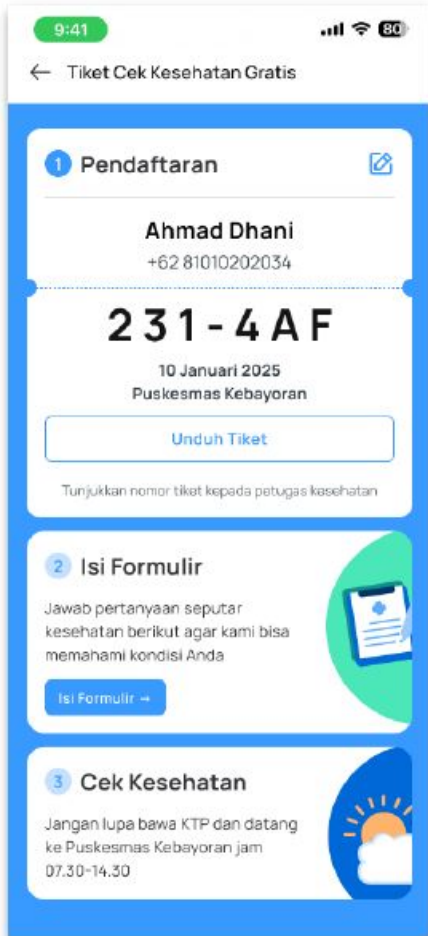 9:41
80
← Tiket Cek Kesehatan Gratis
1 Pendaftaran
Ahmad Dhani
+62 81010202034
231-4AF
10 Januari 2025
Puskesmas Kebayoran
Unduh Tiket
Tunjukkan nomor tiket kepada petugas kesehatan
2 Isi Formulir
Jawab pertanyaan seputar
kesehatan berikut agar kami bisa
memahami kondisi Anda
Isi Formulir →
3 Cek Kesehatan
Jangan lupa bawa KTP dan datang
ke Puskesmas Kebayoran jam
07.30-14.30